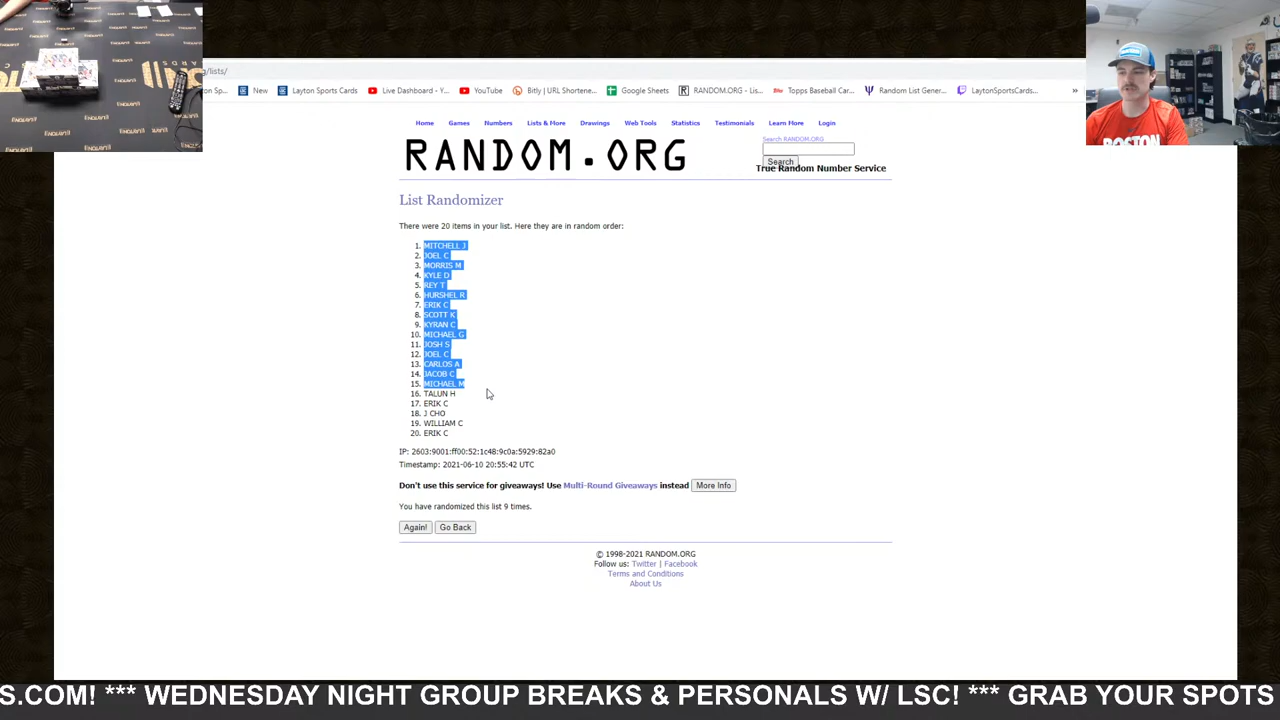 g/lists/
on Sp...
New
Layton Sports Cards
Live Dashboard - Y...
YouTube
Bitly | URL Shortene...
Google Sheets
RANDOM.ORG - Lis...
Topps Baseball Car...
Random List Gener...
LaytonSportsCards...
»
Home Games Numbers Lists & More Drawings Web Tools Statistics Testimonials Learn More Login
Search RANDOM.ORG
Search
RANDOM.ORG
True Random Number Service
List Randomizer
There were 20 items in your list. Here they are in random order:
1. MITCHELL J
2. JOEL C
3. MORRIS M
4. KYLE D
5. REY T
6. HURSHEL R
7. ERIK C
8. SCOTT K
9. KYRAN C
10. MICHAEL G
11. JOSH S
12. JOEL C
13. CARLOS A
14. JACOB C
15. MICHAEL M
16. TALUN H
17. ERIK C
18. J CHO
19. WILLIAM C
20. ERIK C
IP: 2603:9001:ff00:52:1c48:9c0a:5929:82a0
Timestamp: 2021-06-10 20:55:42 UTC
Don't use this service for giveaways! Use Multi-Round Giveaways instead More Info
You have randomized this list 9 times.
Again! Go Back
© 1998-2021 RANDOM.ORG
Follow us: Twitter | Facebook
Terms and Conditions
About Us
BOSTON
S.COM! *** WEDNESDAY NIGHT GROUP BREAKS & PERSONALS W/ LSC! *** GRAB YOUR SPOTS